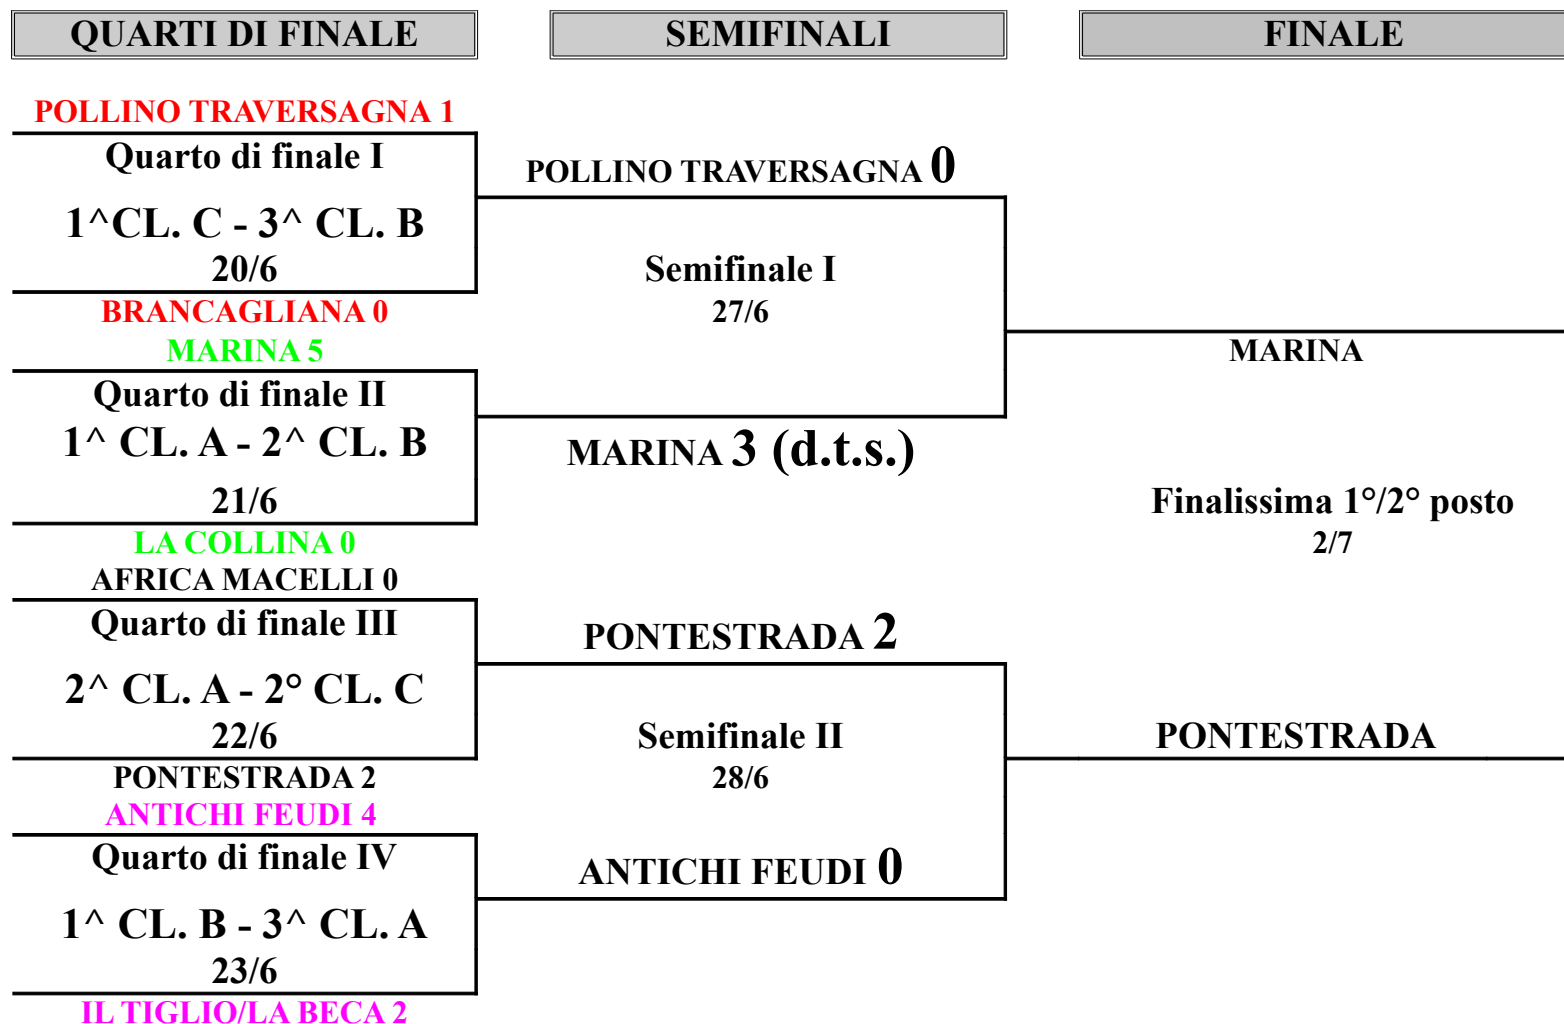 QUARTI DI FINALE
SEMIFINALI
FINALE
POLLINO TRAVERSAGNA 1
Quarto di finale I
1^CL. C - 3^ CL. B
20/6
BRANCAGLIANA 0
MARINA 5
Quarto di finale II
1^ CL. A - 2^ CL. B
21/6
LA COLLINA 0
AFRICA MACELLI 0
Quarto di finale III
2^ CL. A - 2° CL. C
22/6
PONTESTRADA 2
ANTICHI FEUDI 4
Quarto di finale IV
1^ CL. B - 3^ CL. A
23/6
IL TIGLIO/LA BECA 2
POLLINO TRAVERSAGNA 0
Semifinale I
27/6
MARINA 3 (d.t.s.)
PONTESTRADA 2
Semifinale II
28/6
ANTICHI FEUDI 0
MARINA
Finalissima 1°/2° posto
2/7
PONTESTRADA